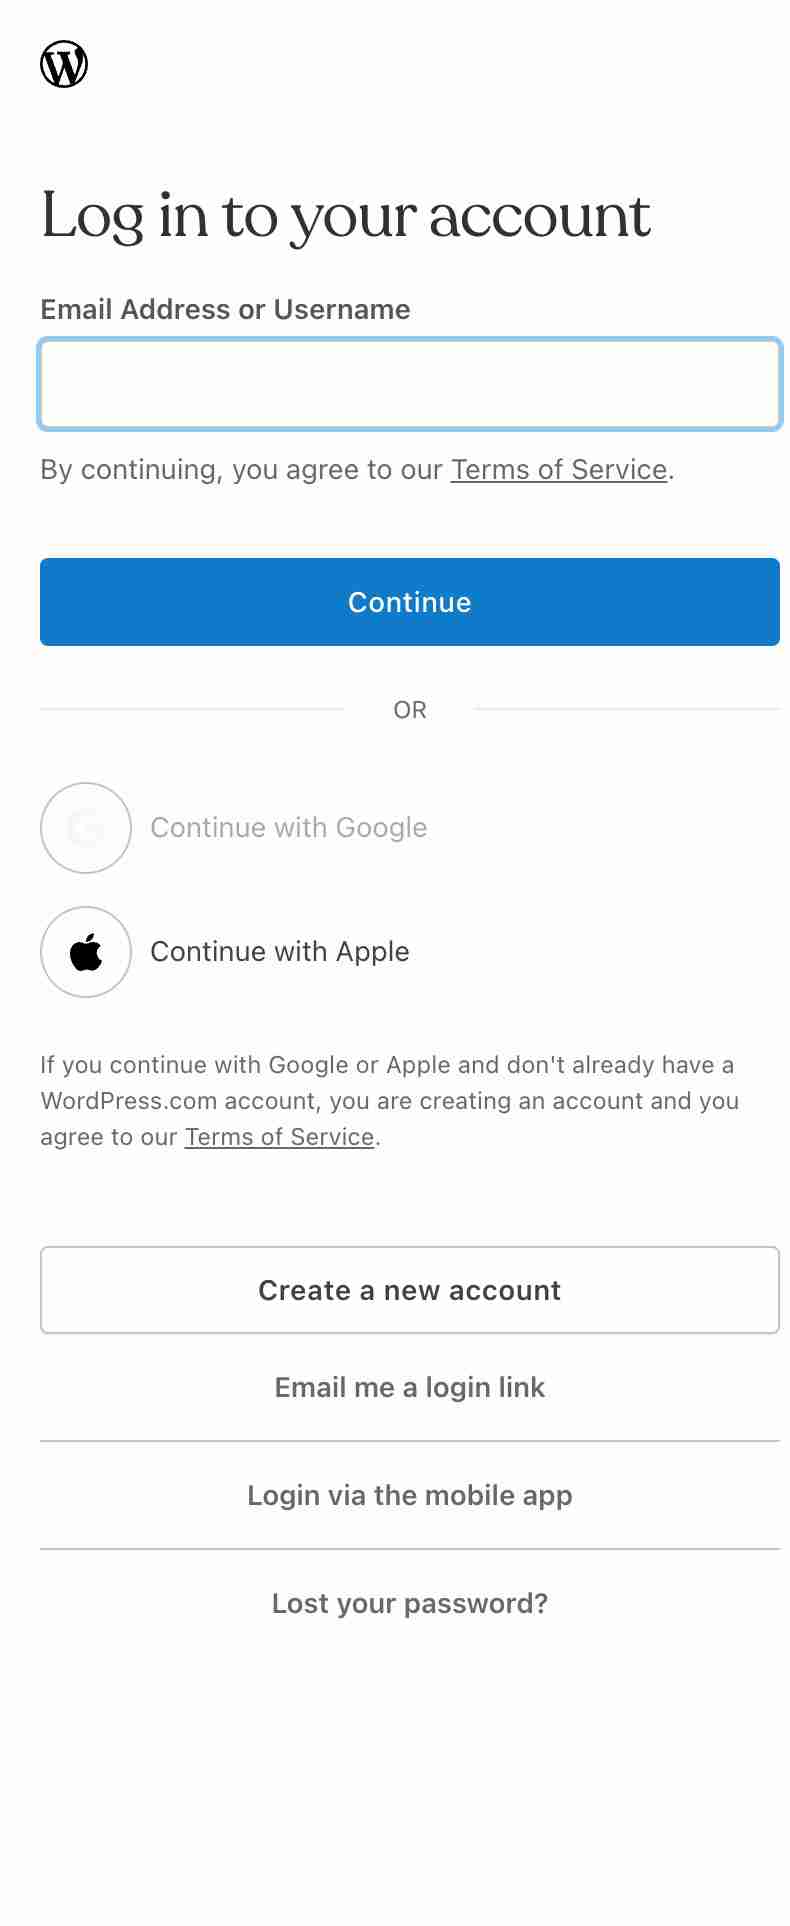 Log in to your account
Email Address or Username
By continuing, you agree to our Terms of Service.
Continue
OR
Continue with Google
Continue with Apple
If you continue with Google or Apple and don't already have a
WordPress.com account, you are creating an account and you
agree to our Terms of Service.
Create a new account
Email me a login link
Login via the mobile app
Lost your password?